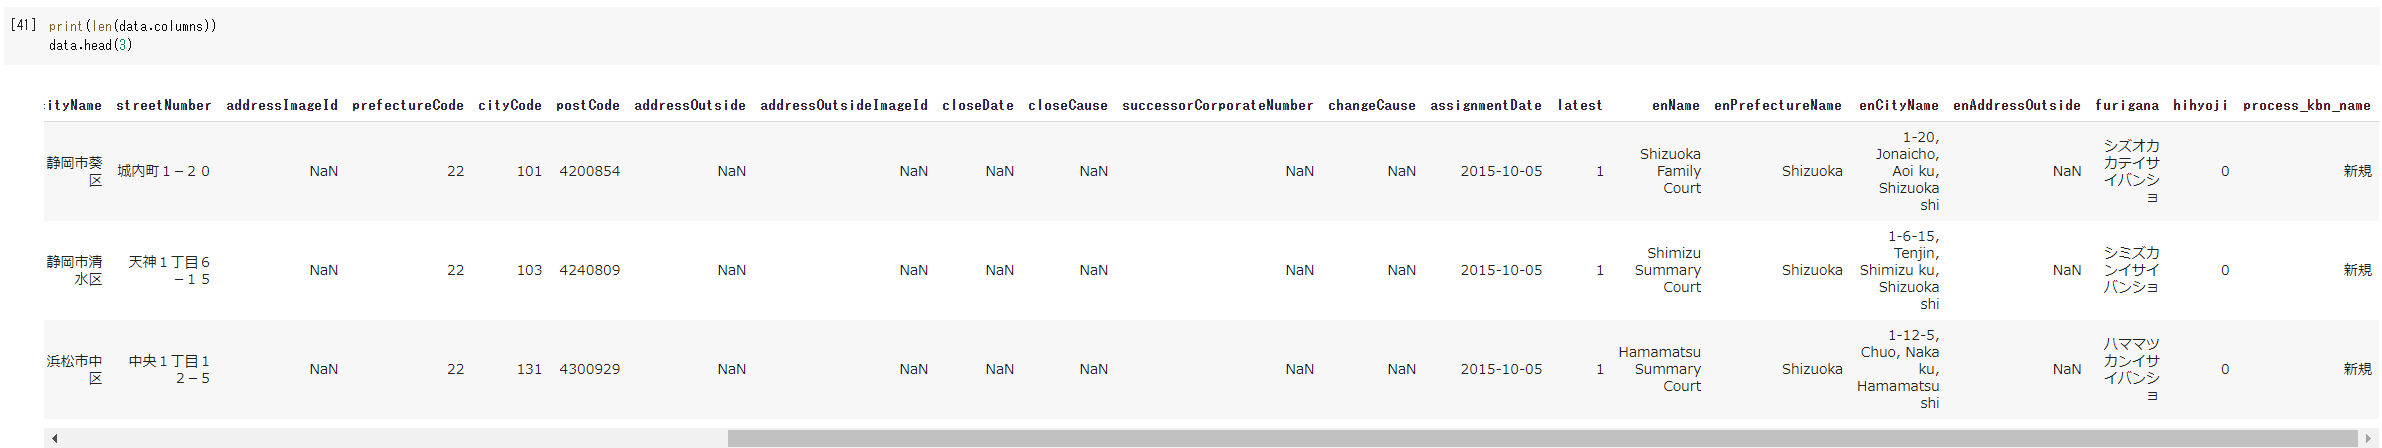 [41] print(len(data.columns))
data.head(3)
cityName streetNumber addressImageId prefectureCode cityCode postCode addressOutside addressOutsideImageId closeDate closeCause successorCorporateNumber changeCause assignmentDate latest enName enPrefectureName enCityName enAddressOutside furigana hihyoji process_kbn_name
静岡市葵
区
城内町１－２０
NaN
22
101
4200854
NaN
NaN
NaN
NaN
NaN
NaN
2015-10-05
1
Shizuoka
Family
Court
Shizuoka
1-20,
Jonaicho,
Aoi ku,
Shizuoka
shi
NaN
シズオカ
カテイサ
イバンシ
ョ
0
新規
静岡市清
水区
天神１丁目６
－１５
NaN
22
103
4240809
NaN
NaN
NaN
NaN
NaN
NaN
2015-10-05
1
Shimizu
Summary
Court
Shizuoka
1-6-15,
Tenjin,
Shimizu ku,
Shizuoka
shi
NaN
シミズカ
ンイサイ
バンショ
0
新規
浜松市中
区
中央１丁目１
２－５
NaN
22
131
4300929
NaN
NaN
NaN
NaN
NaN
NaN
2015-10-05
1
Hamamatsu
Summary
Court
Shizuoka
1-12-5,
Chuo, Naka
ku,
Hamamatsu
shi
NaN
ハママツ
カンイサ
イバンシ
ョ
0
新規